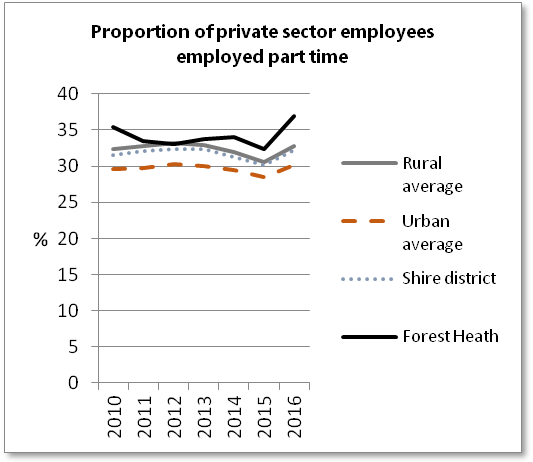 Proportion of private sector employees
employed part time
40
35
30
25
20
15
10
5
0
%
2010
2011
2012
2013
2014
2015
2016
Rural
average
Urban
average
Shire district
Forest Heath